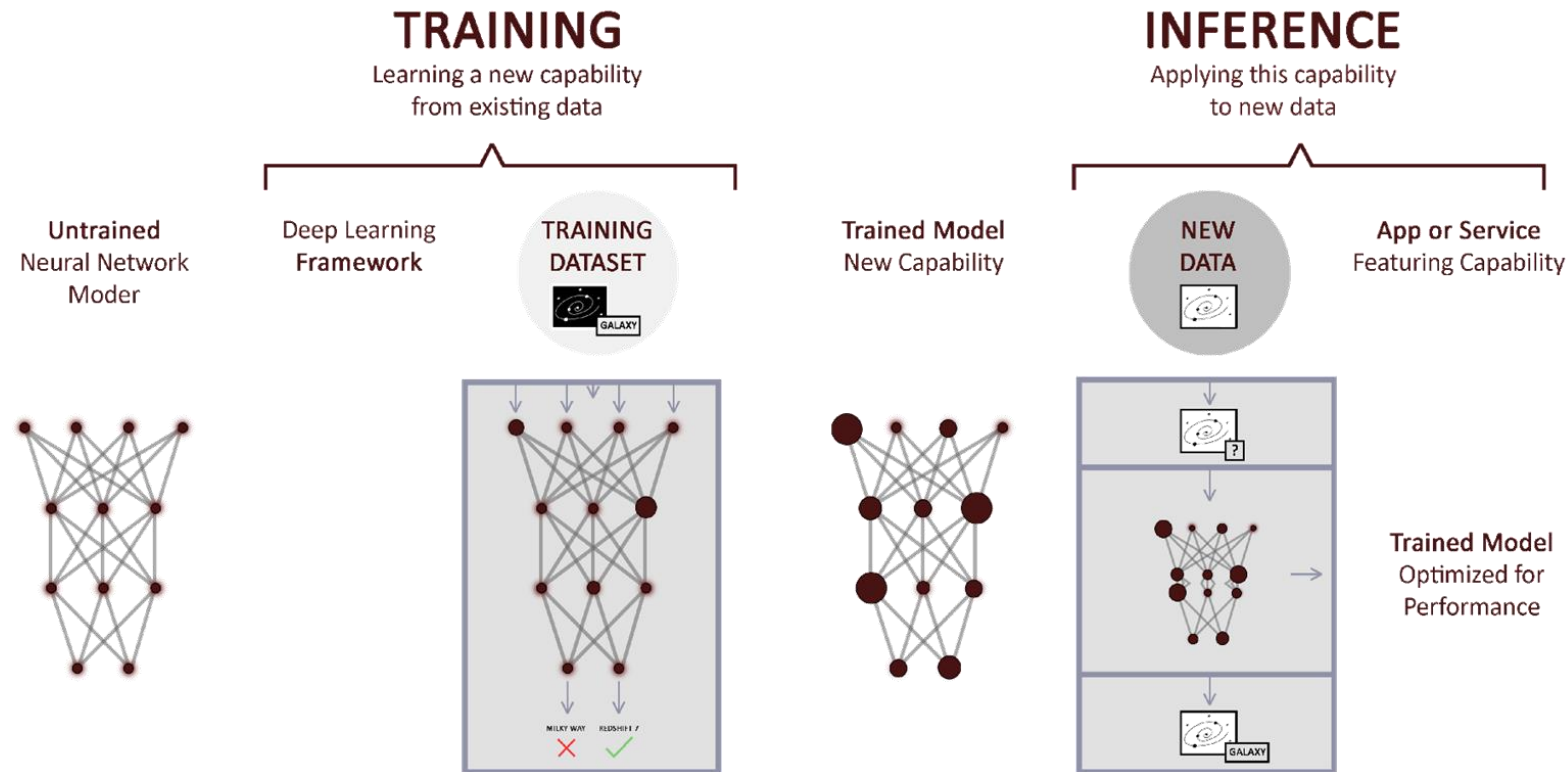 TRAINING
Learning a new capability
from existing data
INFERENCE
Applying this capability
to new data
Untrained
Neural Network
Moder
Deep Learning
Framework
TRAINING
DATASET
GALAXY
Trained Model
New Capability
NEW
DATA
App or Service
Featuring Capability
?
Trained Model
Optimized for
Performance
MILKY WAY
REDSHIFT 7
GALAXY